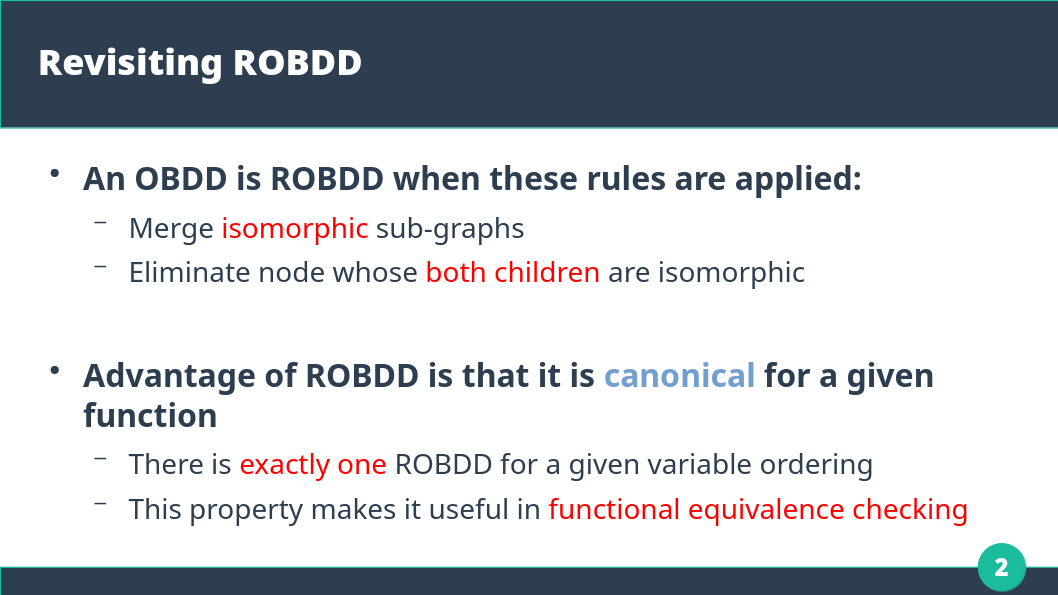 Revisiting ROBDD
• An OBDD is ROBDD when these rules are applied:
– Merge isomorphic sub-graphs
– Eliminate node whose both children are isomorphic
• Advantage of ROBDD is that it is canonical for a given
function
– There is exactly one ROBDD for a given variable ordering
– This property makes it useful in functional equivalence checking
2